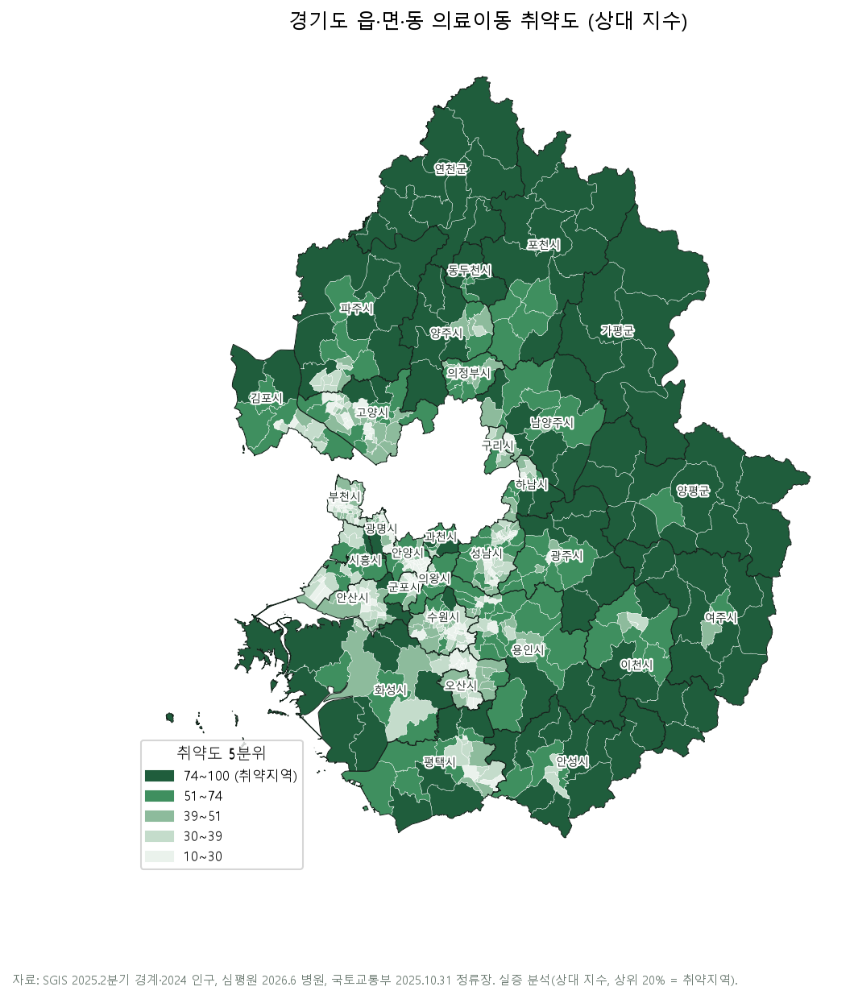 경기도 읍·면·동 의료이동 취약도 (상대 지수)
연천군
포천시
동두천시
파주시
가평군
양주시
의정부시
김포시
고양시
남양주시
구리시
하남시
양평군
부천시
광명시
과천시
안양시
성남시
광주시
시흥시
의왕시
군포시
안산시
수원시
여주시
용인시
이천시
오산시
화성시
평택시
안성시
취약도 5분위
74~100 (취약지역)
51~74
39~51
30~39
10~30
자료: SGIS 2025.2분기 경계·2024 인구, 심평원 2026.6 병원, 국토교통부 2025.10.31 정류장. 실증 분석(상대 지수, 상위 20% = 취약지역).